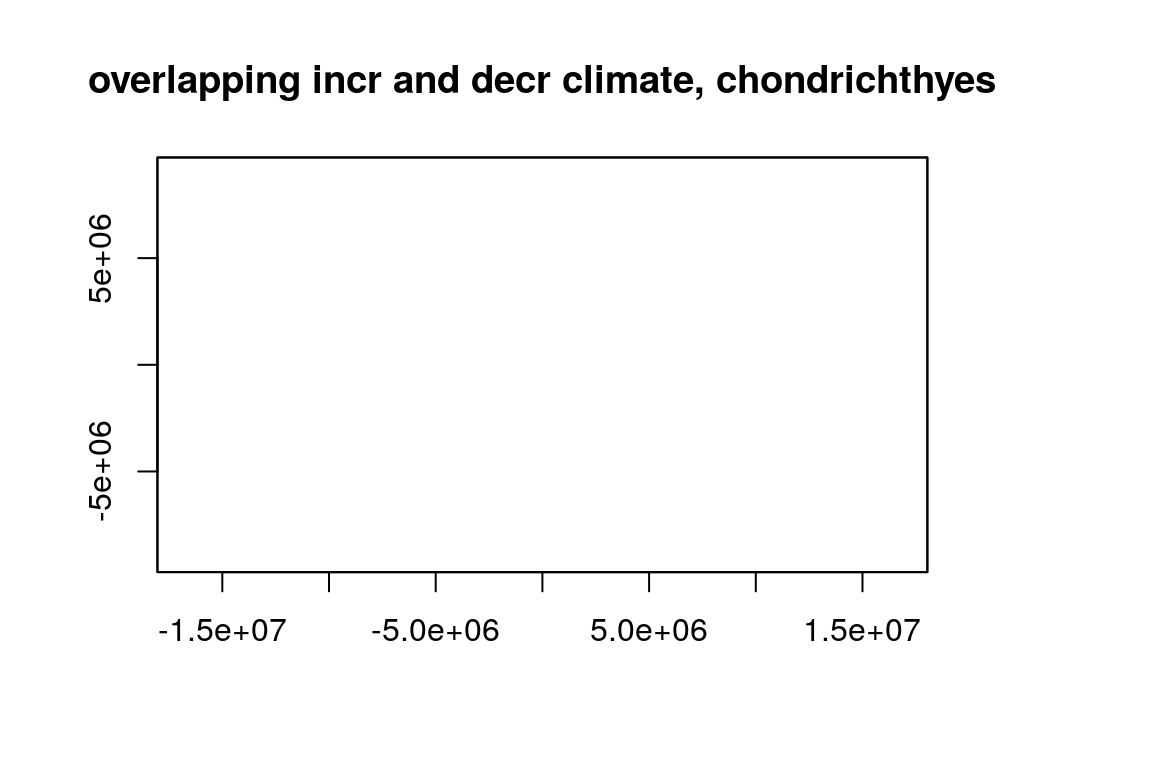 overlapping incr and decr climate, chondrichthyes
5e+06
-5e+06
-1.5e+07 -5.0e+06 5.0e+06 1.5e+07